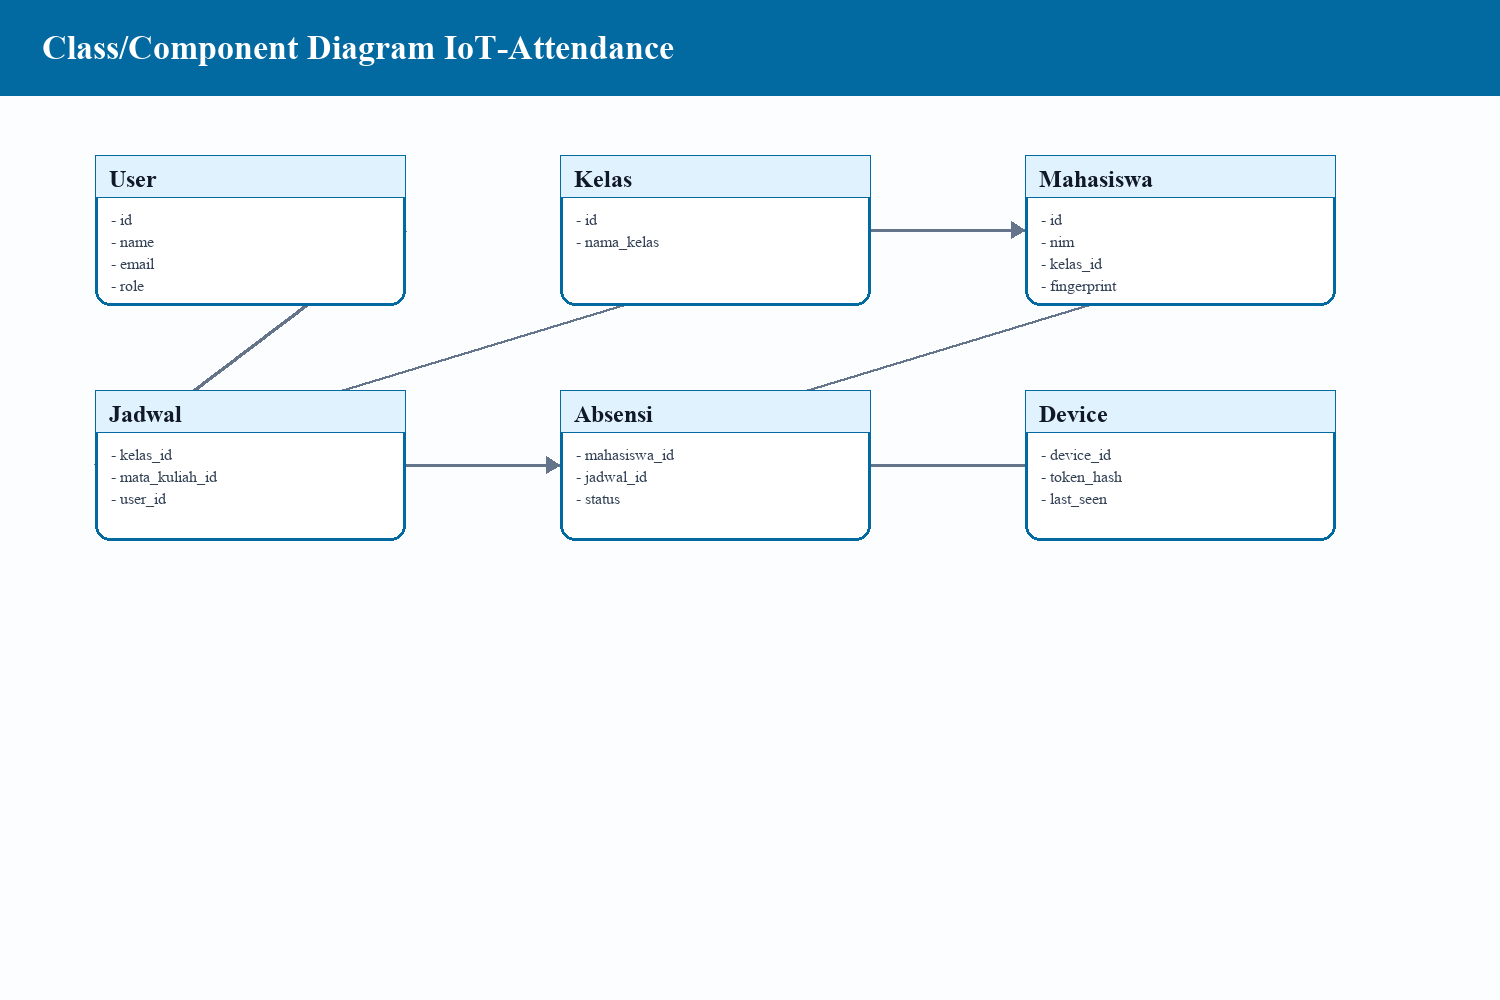 Class/Component Diagram IoT-Attendance
User
- id
- name
- email
- role
Kelas
- id
- nama_kelas
Mahasiswa
- id
- nim
- kelas_id
- fingerprint
Jadwal
- kelas_id
- mata_kuliah_id
- user_id
Absensi
- mahasiswa_id
- jadwal_id
- status
Device
- device_id
- token_hash
- last_seen